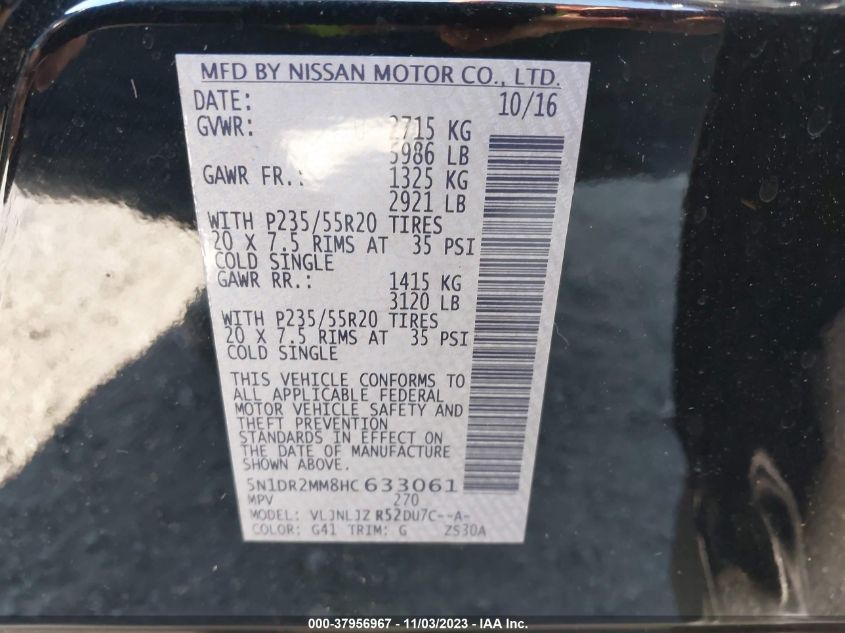 MFD BY NISSAN MOTOR CO., LTD.
DATE: 10/16
GVWR: 2715 KG
5986 LB
GAWR FR.: 1325 KG
2921 LB
WITH P235/55R20 TIRES
20 X 7.5 RIMS AT 35 PSI
COLD SINGLE
GAWR RR.: 1415 KG
3120 LB
WITH P235/55R20 TIRES
20 X 7.5 RIMS AT 35 PSI
COLD SINGLE
THIS VEHICLE CONFORMS TO
ALL APPLICABLE FEDERAL
MOTOR VEHICLE SAFETY AND
THEFT PREVENTION
STANDARDS IN EFFECT ON
THE DATE OF MANUFACTURE
SHOWN ABOVE.
5N1DR2MM8HC 633061
MPV 270
MODEL: VLJNLJZ R52DU7C--A-
COLOR: G41 TRIM: G ZS30A
000-37956967 - 11/03/2023 - IAA Inc.